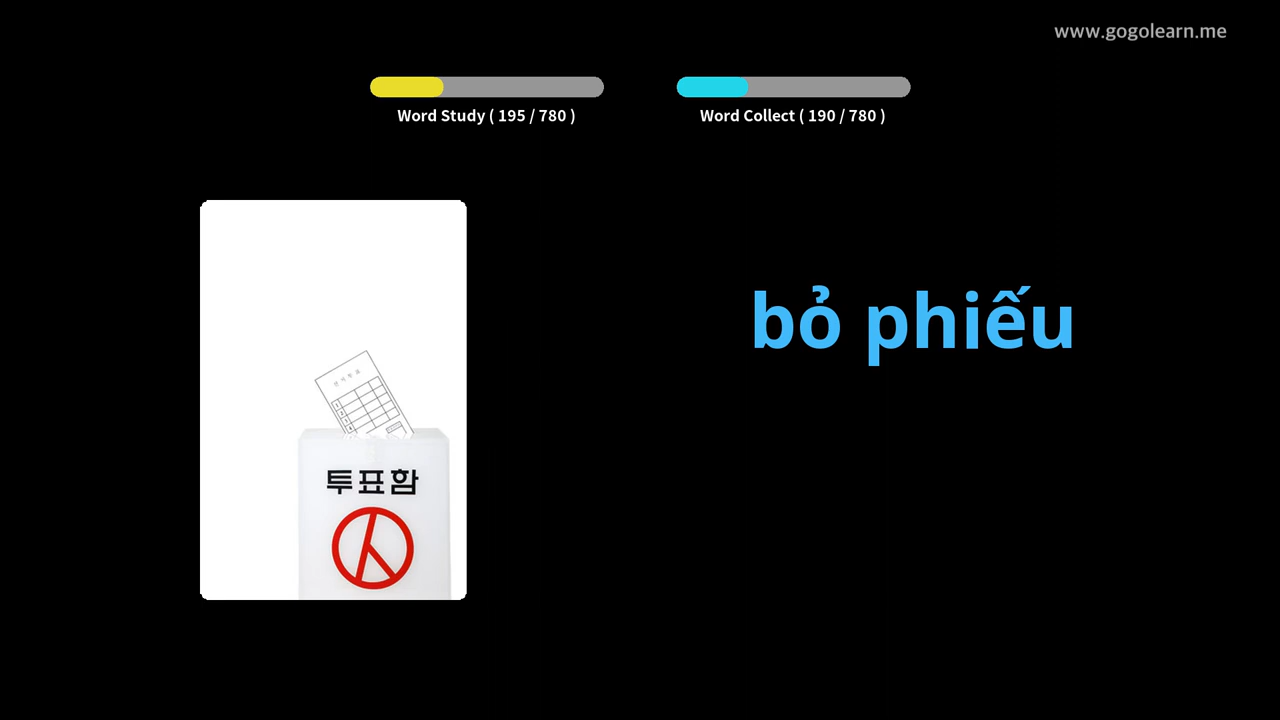 www.gogolearn.me
Word Study ( 195 / 780 )
Word Collect ( 190 / 780 )
bỏ phiếu
투표함